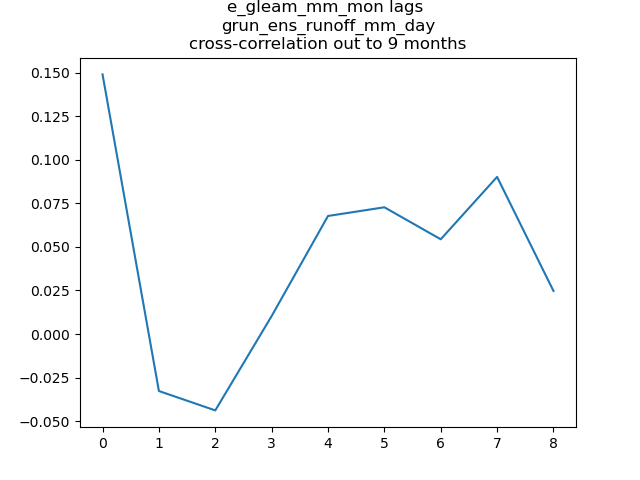 e_gleam_mm_mon lags
grun_ens_runoff_mm_day
cross-correlation out to 9 months
0.150
0.125
0.100
0.075
0.050
0.025
0.000
−0.025
−0.050
0 1 2 3 4 5 6 7 8